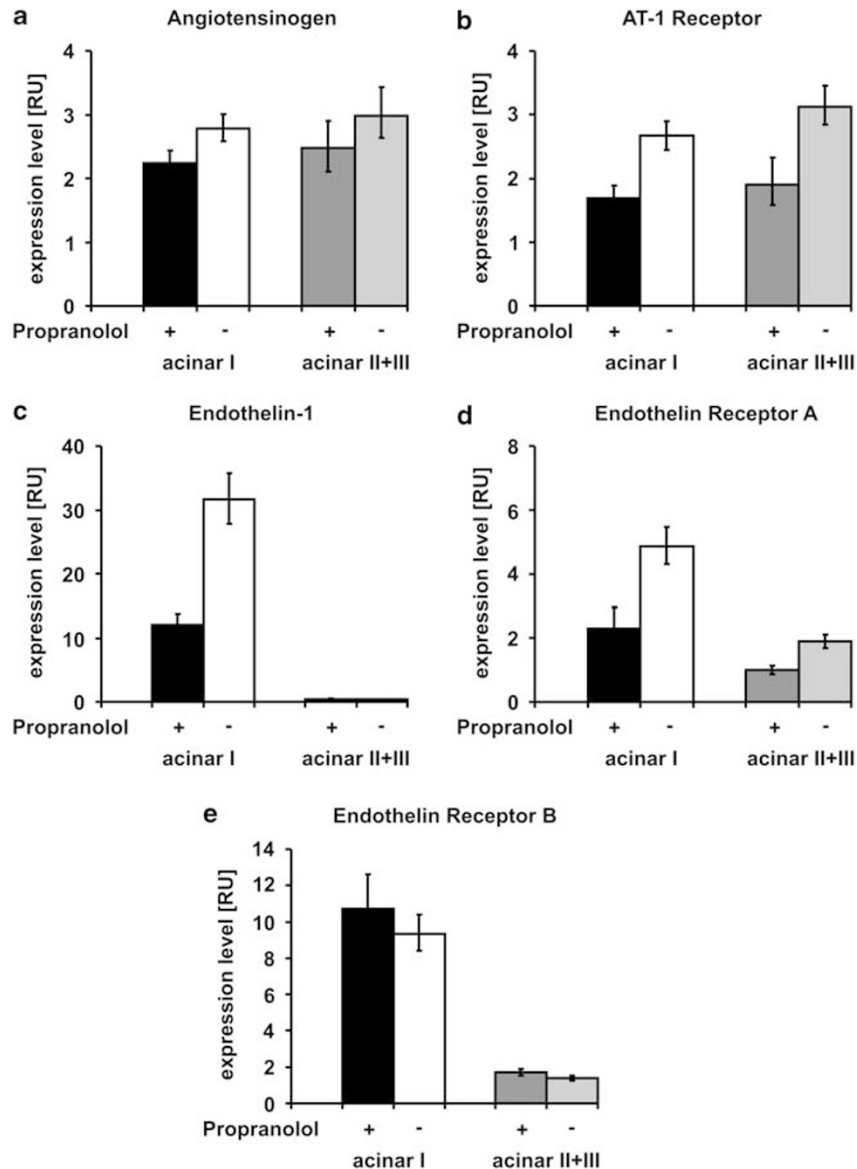 a
Angiotensinogen
expression level [RU]
4
3
2
1
0
Propranolol + - + -
acinar I acinar II+III
b
AT-1 Receptor
expression level [RU]
4
3
2
1
0
+ - + -
acinar I acinar II+III
c
Endothelin-1
expression level [RU]
40
30
20
10
0
Propranolol + - + -
acinar I acinar II+III
d
Endothelin Receptor A
expression level [RU]
8
6
4
2
0
+ - + -
acinar I acinar II+III
e
Endothelin Receptor B
expression level [RU]
14
12
10
8
6
4
2
0
Propranolol + - + -
acinar I acinar II+III